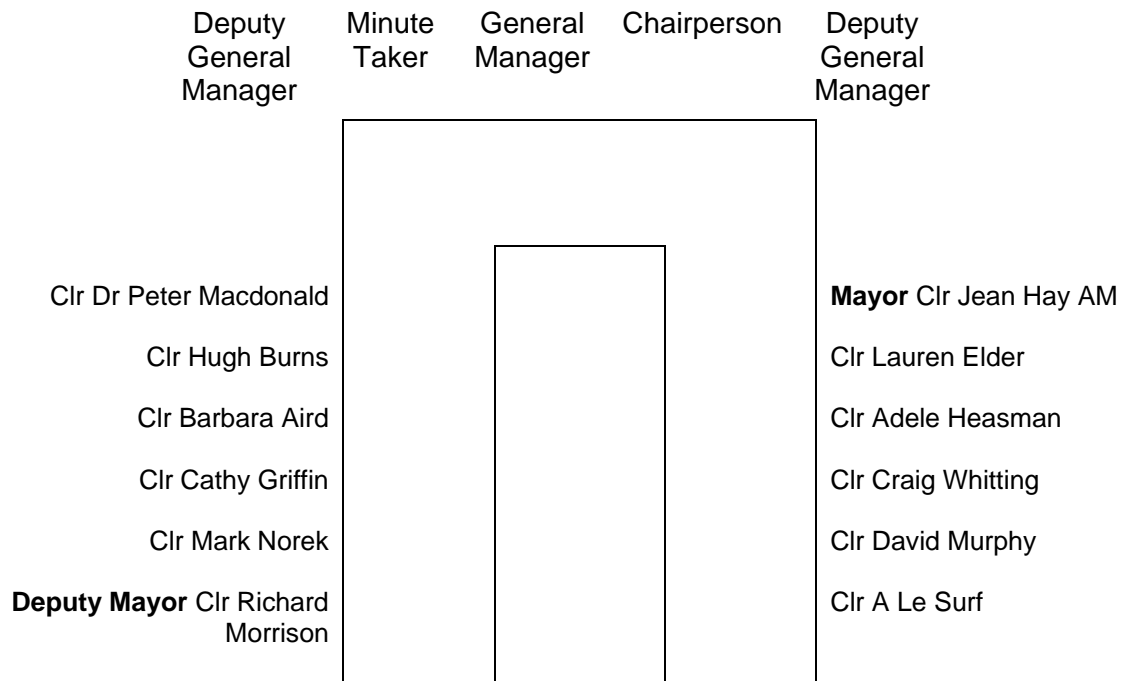 Deputy Minute General Chairperson Deputy
General Taker Manager General
Manager Manager
Clr Dr Peter Macdonald Mayor Clr Jean Hay AM
Clr Hugh Burns Clr Lauren Elder
Clr Barbara Aird Clr Adele Heasman
Clr Cathy Griffin Clr Craig Whitting
Clr Mark Norek Clr David Murphy
Deputy Mayor Clr Richard Clr A Le Surf
Morrison